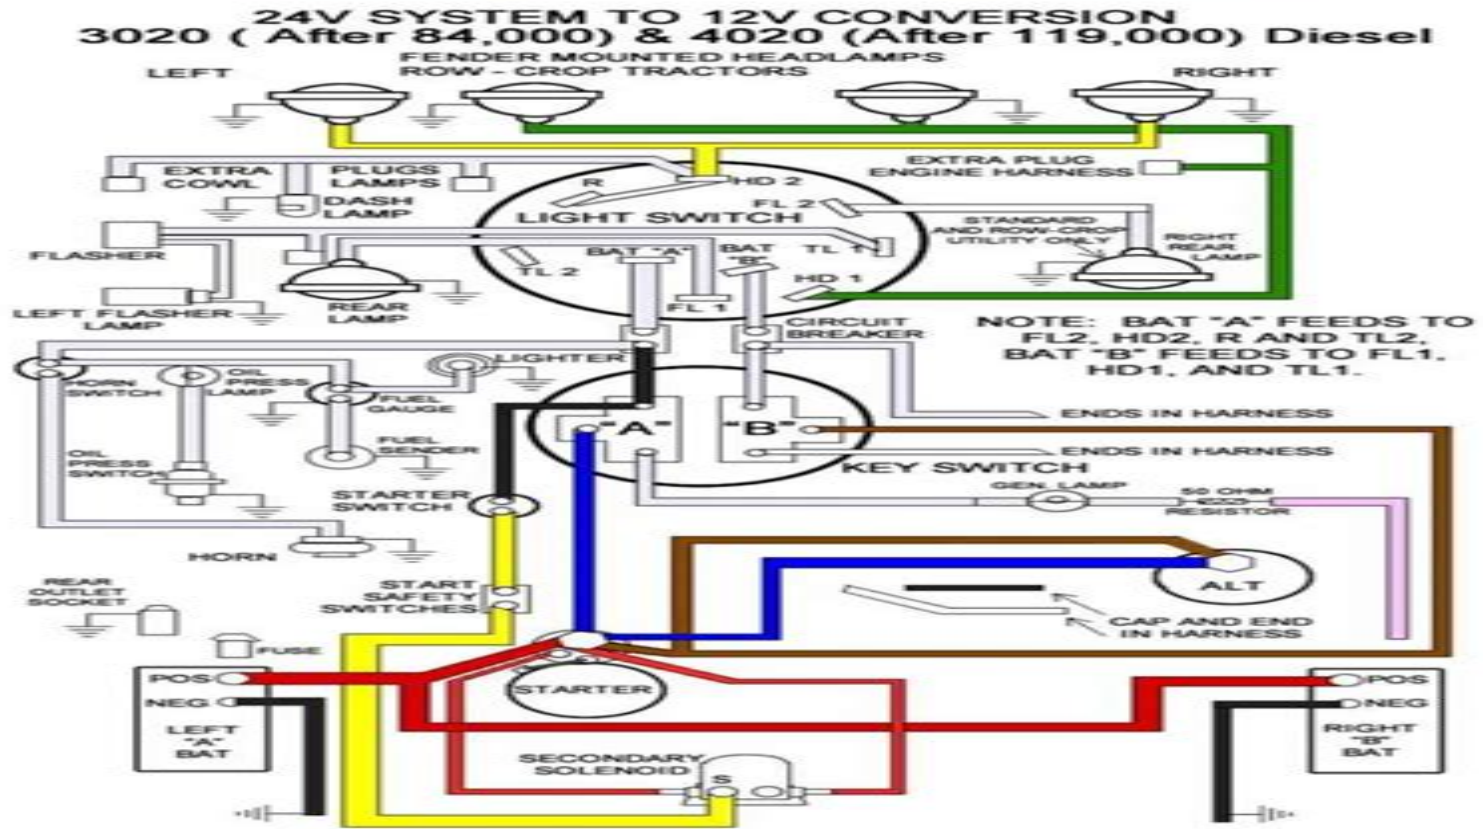 24V SYSTEM TO 12V CONVERSION
3020 ( After 84,000) & 4020 (After 119,000) Diesel
FENDER MOUNTED HEADLAMPS
ROW - CROP TRACTORS
LEFT
RIGHT
EXTRA
COWL
PLUGS
LAMPS
DASH
LAMP
EXTRA PLUG
ENGINE HARNESS
R
HD 2
FL 2
LIGHT SWITCH
STANDARD
AND ROW-CROP
UTILITY ONLY
RIGHT
REAR
LAMP
FLASHER
BAT "A"
BAT
"B"
TL 1
TL 2
HD 1
FL 1
LEFT FLASHER
LAMP
REAR
LAMP
CIRCUIT
BREAKER
NOTE: BAT "A" FEEDS TO
FL2, HD2, R AND TL2,
BAT "B" FEEDS TO FL1,
HD1, AND TL1.
LIGHTER
HORN
SWITCH
OIL
PRESS
LAMP
FUEL
GAUGE
ENDS IN HARNESS
"A"
"B"
FUEL
SENDER
ENDS IN HARNESS
OIL
PRESS
SWITCH
KEY SWITCH
STARTER
SWITCH
GEN. LAMP
50 OHM
RESISTOR
HORN
REAR
OUTLET
SOCKET
START
SAFETY
SWITCHES
ALT
CAP AND END
IN HARNESS
FUSE
POS
NEG
LEFT
"A"
BAT
STARTER
POS
NEG
RIGHT
"B"
BAT
SECONDARY
SOLENOID
S